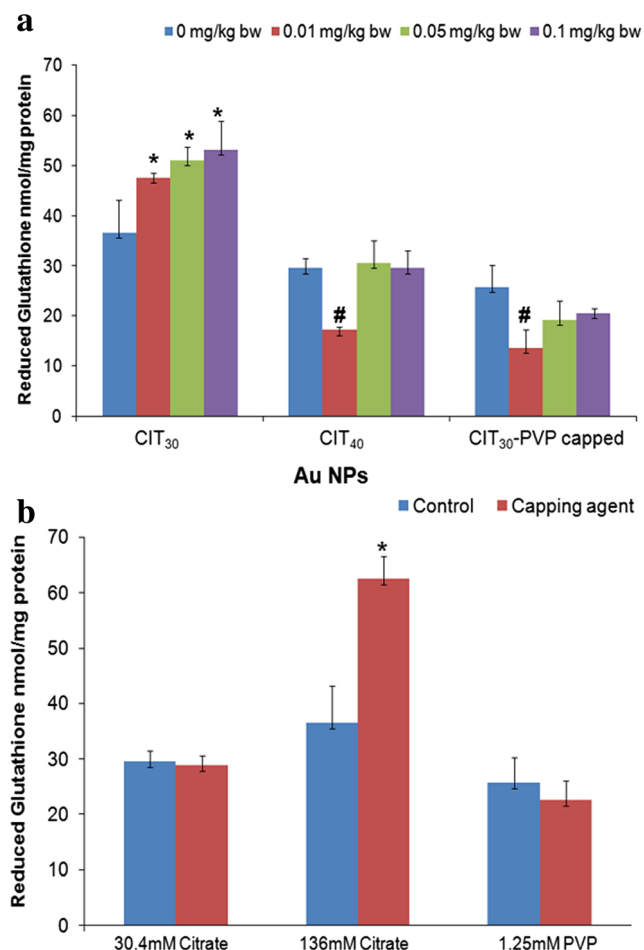 a
0 mg/kg bw 0.01 mg/kg bw 0.05 mg/kg bw 0.1 mg/kg bw
Reduced Glutathione nmol/mg protein
70
60
50
40
30
20
10
0
* * *
# #
CIT30 CIT40 CIT30-PVP capped
Au NPs
b
Control Capping agent
Reduced Glutathione nmol/mg protein
70
60
50
40
30
20
10
0
*
30.4mM Citrate 136mM Citrate 1.25mM PVP